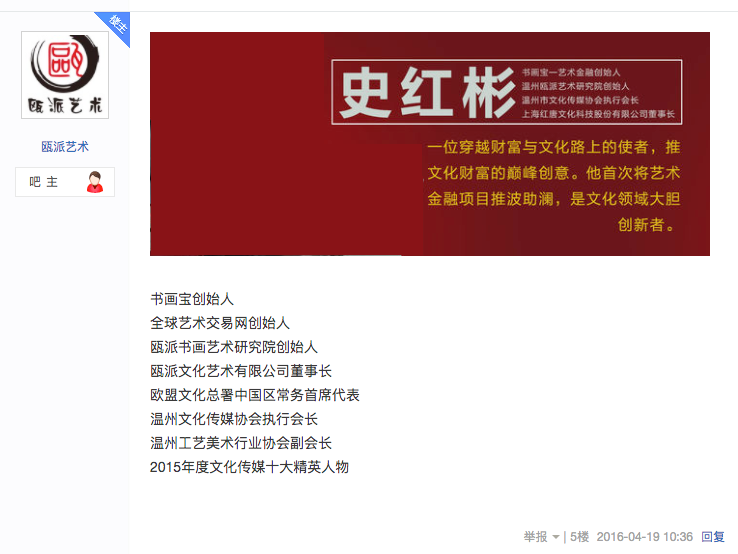 楼主
瓯派艺术
瓯派艺术
吧主
史红彬
书画宝一艺术金融创始人
温州瓯派艺术研究院创始人
温州市文化传媒协会执行会长
上海红唐文化科技股份有限公司董事长
一位穿越财富与文化路上的使者，推
文化财富的巅峰创意。他首次将艺术
金融项目推波助澜，是文化领域大胆
创新者。
书画宝创始人
全球艺术交易网创始人
瓯派书画艺术研究院创始人
瓯派文化艺术有限公司董事长
欧盟文化总署中国区常务首席代表
温州文化传媒协会执行会长
温州工艺美术行业协会副会长
2015年度文化传媒十大精英人物
举报 | 5楼 2016-04-19 10:36 回复